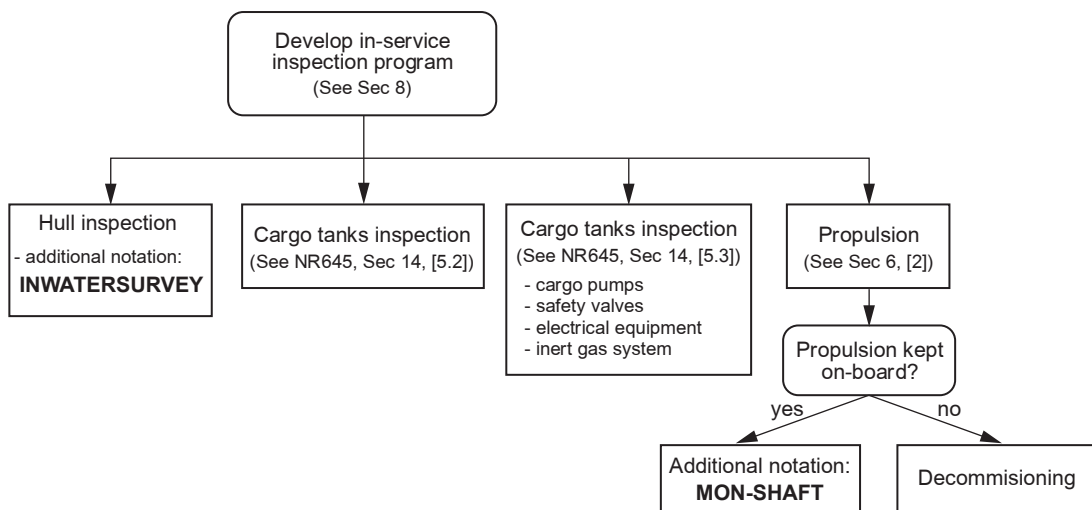 Develop in-service
inspection program
(See Sec 8)
Hull inspection
- additional notation:
INWATERSURVEY
Cargo tanks inspection
(See NR645, Sec 14, [5.2])
Cargo tanks inspection
(See NR645, Sec 14, [5.3])
- cargo pumps
- safety valves
- electrical equipment
- inert gas system
Propulsion
(See Sec 6, [2])
Propulsion kept
on-board?
yes
no
Additional notation:
MON-SHAFT
Decommisioning